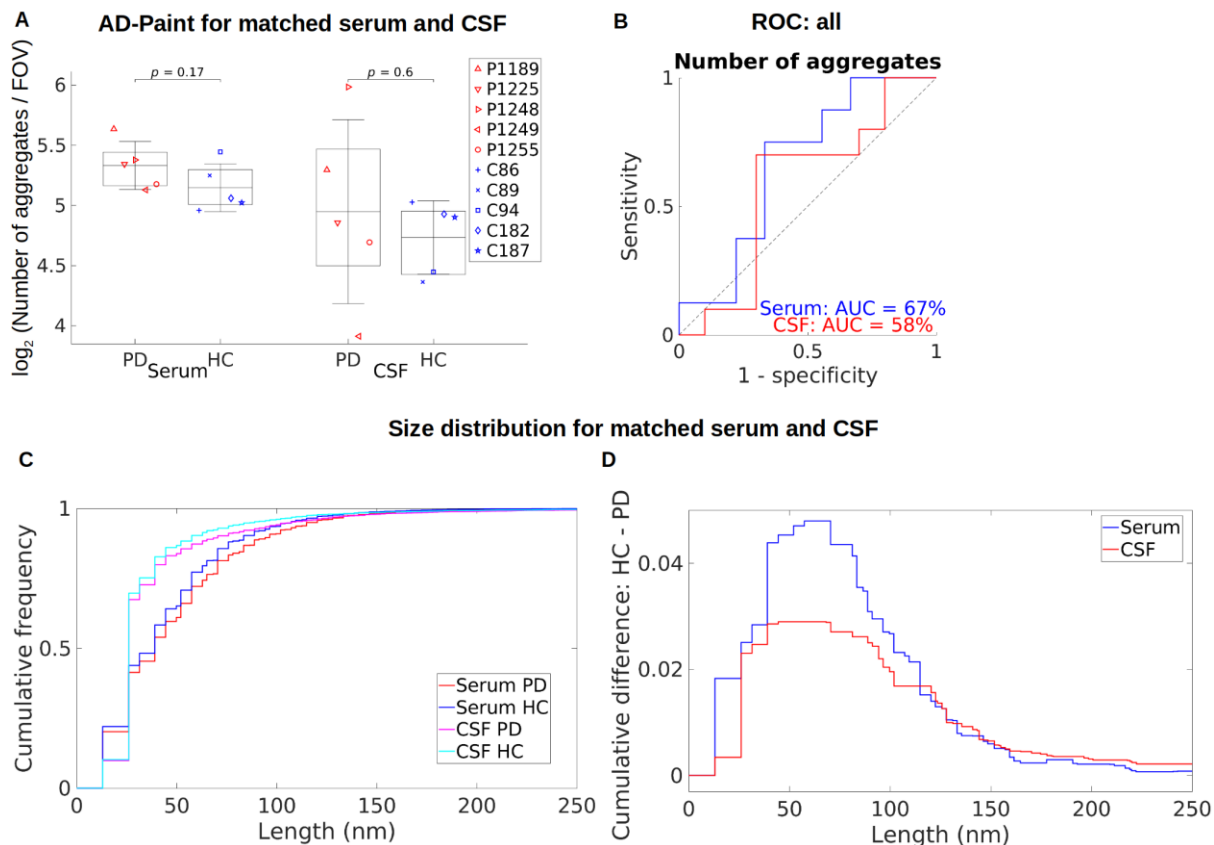 A
AD-Paint for matched serum and CSF
log₂ (Number of aggregates / FOV)
6
5.5
5
4.5
4
p = 0.17
p = 0.6
PD
HC
Serum
PD
HC
CSF
P1189
P1225
P1248
P1249
P1255
C86
C89
C94
C182
C187
B
ROC: all
Number of aggregates
Sensitivity
1
0.5
0
Serum: AUC = 67%
CSF: AUC = 58%
0
0.5
1
1 - specificity
Size distribution for matched serum and CSF
C
Cumulative frequency
1
0.5
0
Serum PD
Serum HC
CSF PD
CSF HC
0
50
100
150
200
250
Length (nm)
D
Cumulative difference: HC - PD
0.04
0.02
0
Serum
CSF
0
50
100
150
200
250
Length (nm)